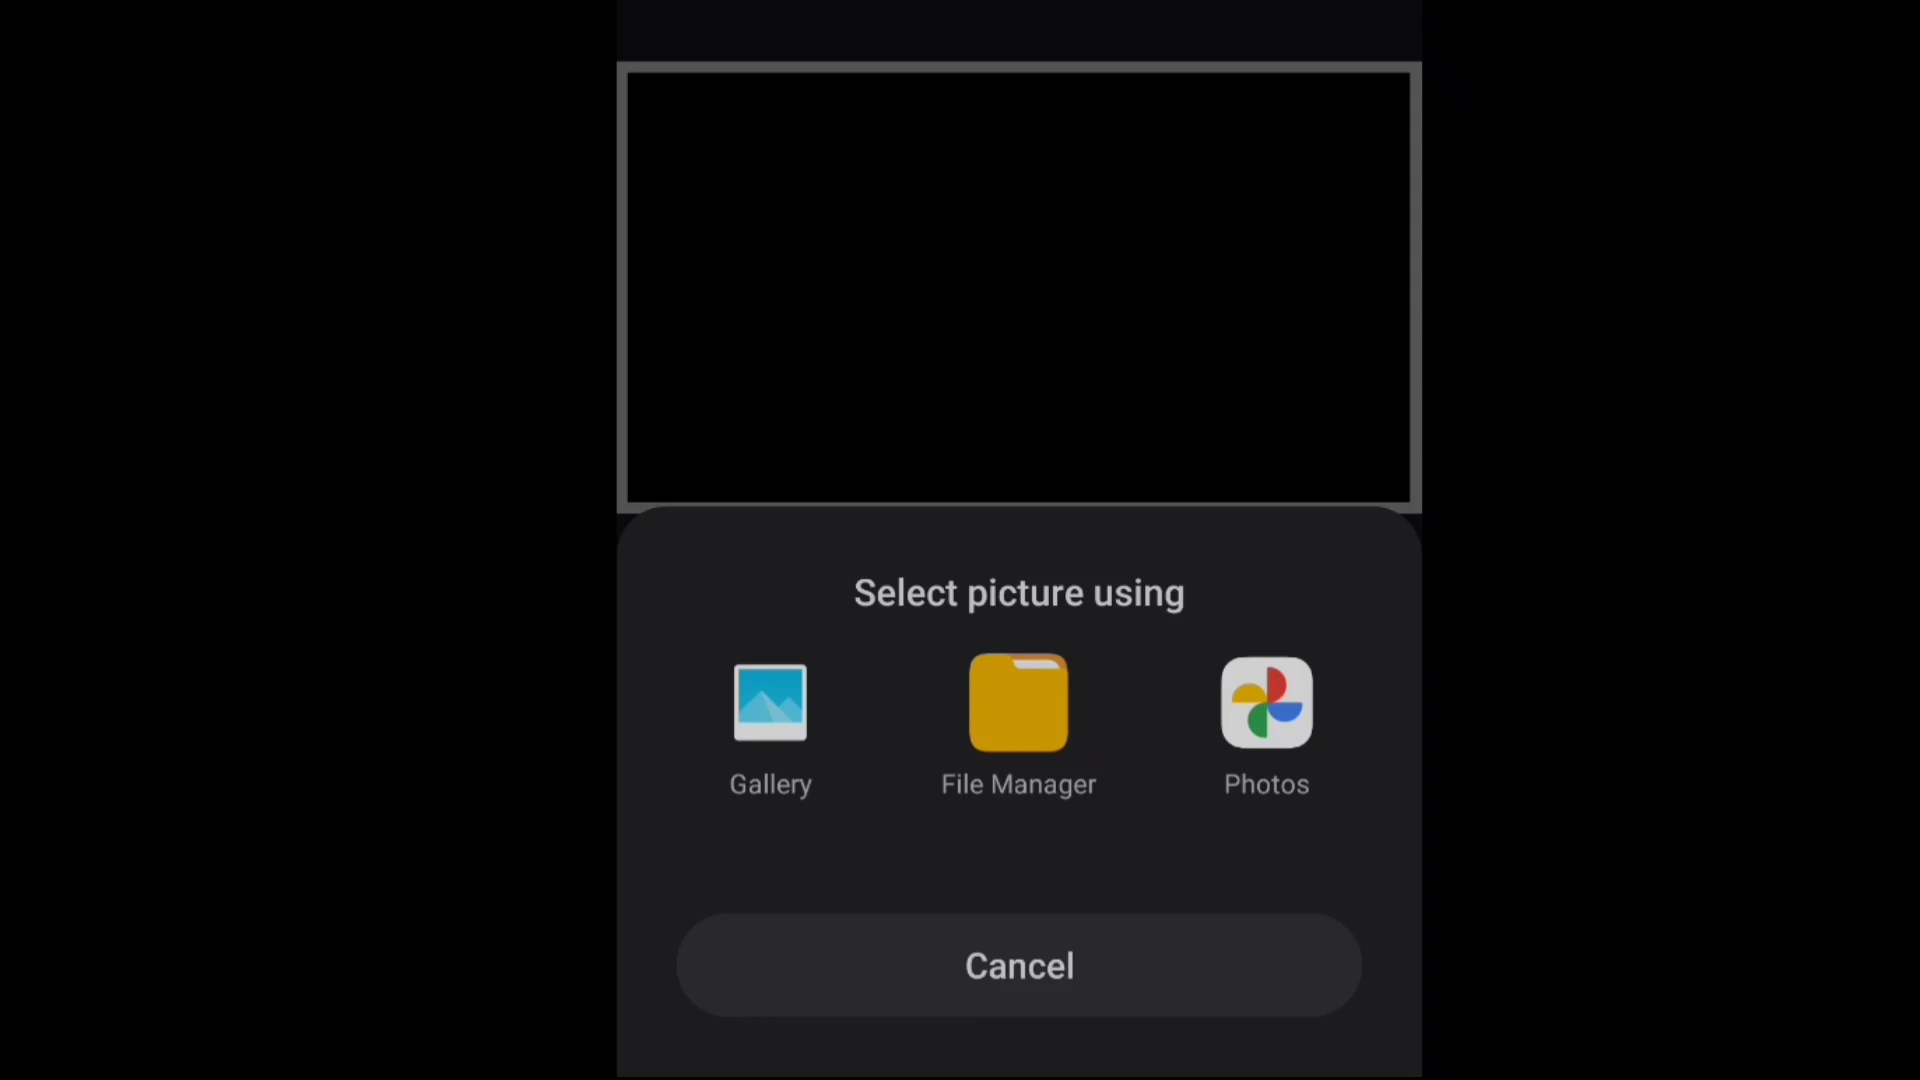 Select picture using
Gallery
File Manager
Photos
Cancel